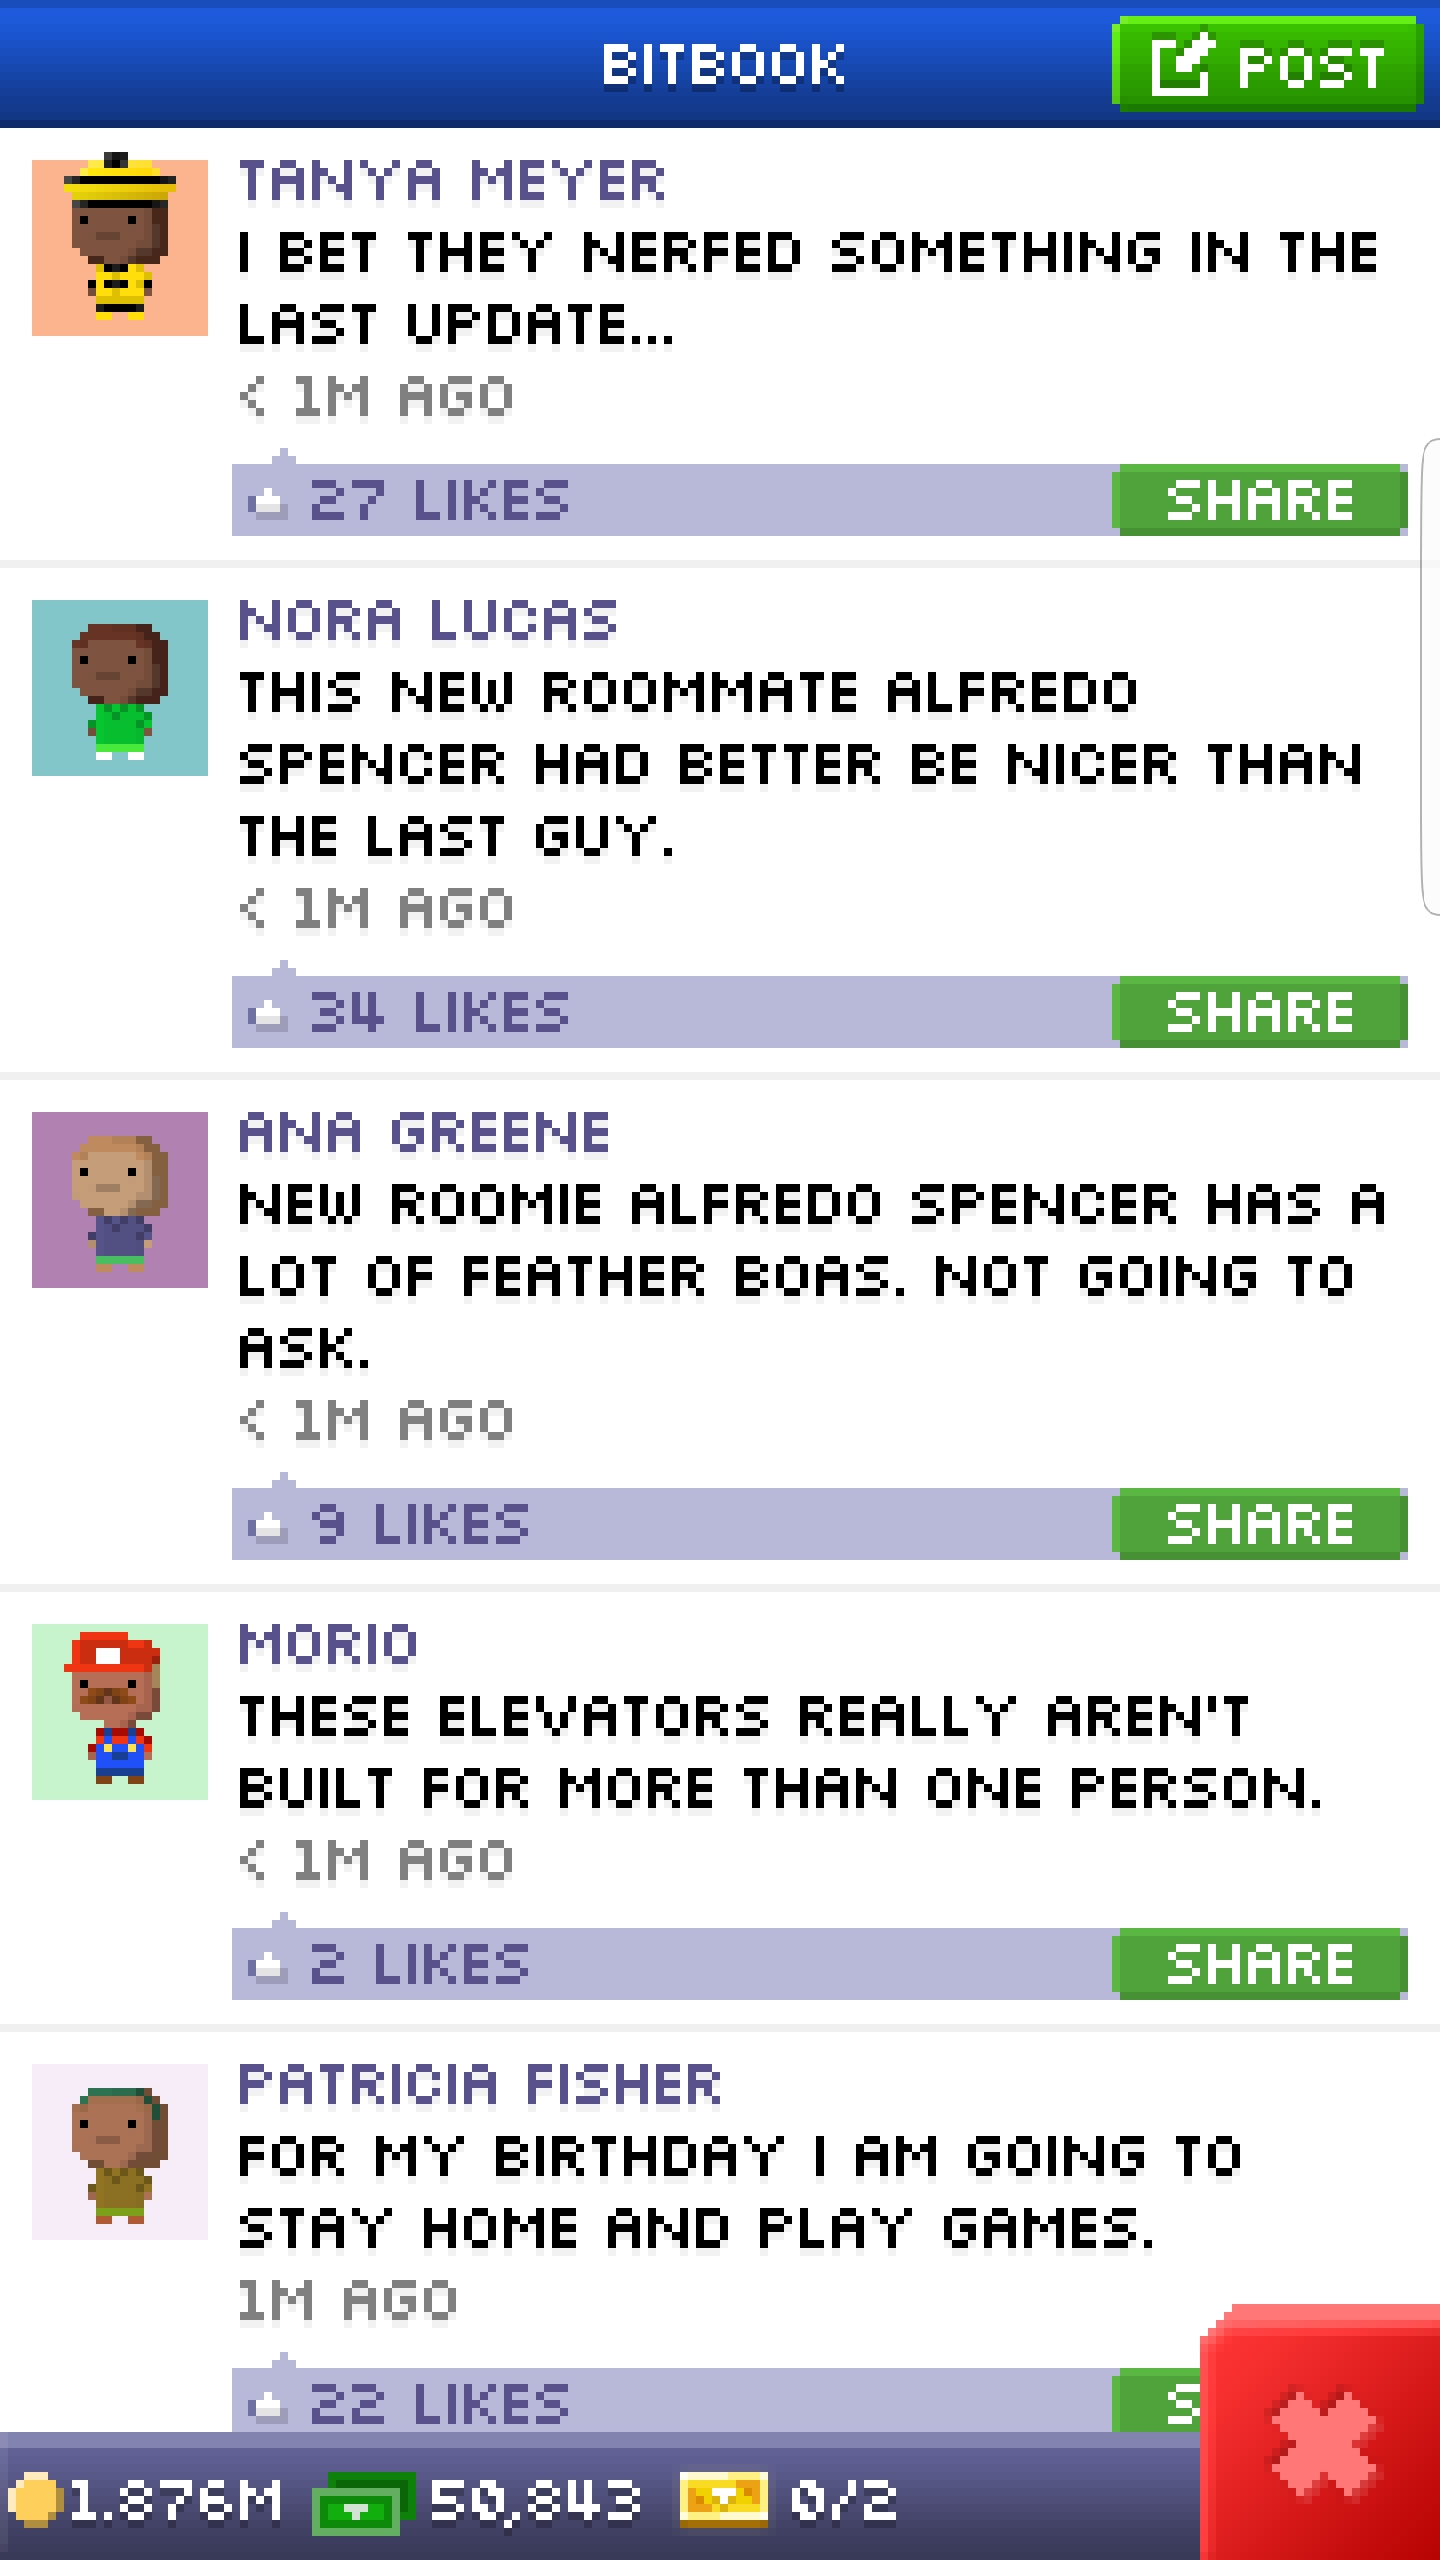 BITBOOK
POST
TANYA MEYER
I BET THEY NERFED SOMETHING IN THE
LAST UPDATE...
< 1M AGO
27 LIKES
SHARE
NORA LUCAS
THIS NEW ROOMMATE ALFREDO
SPENCER HAD BETTER BE NICER THAN
THE LAST GUY.
< 1M AGO
34 LIKES
SHARE
ANA GREENE
NEW ROOMIE ALFREDO SPENCER HAS A
LOT OF FEATHER BOAS. NOT GOING TO
ASK.
< 1M AGO
9 LIKES
SHARE
MORIO
THESE ELEVATORS REALLY AREN'T
BUILT FOR MORE THAN ONE PERSON.
< 1M AGO
2 LIKES
SHARE
PATRICIA FISHER
FOR MY BIRTHDAY I AM GOING TO
STAY HOME AND PLAY GAMES.
1M AGO
22 LIKES
1.876M
50,843
0/2